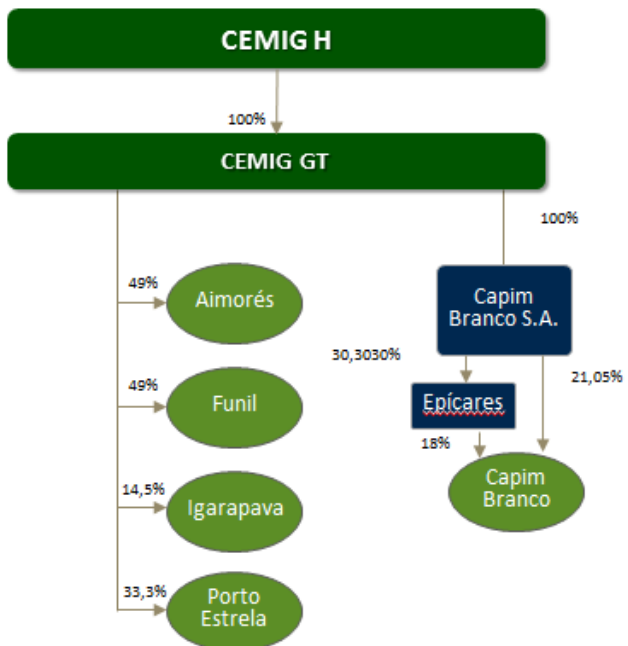 CEMIG H
100%
CEMIG GT
100%
49%
Aimorés
Capim
Branco S.A.
30,3030%
21,05%
49%
Funil
Epícares
18%
14,5%
Igarapava
Capim
Branco
33,3%
Porto
Estrela